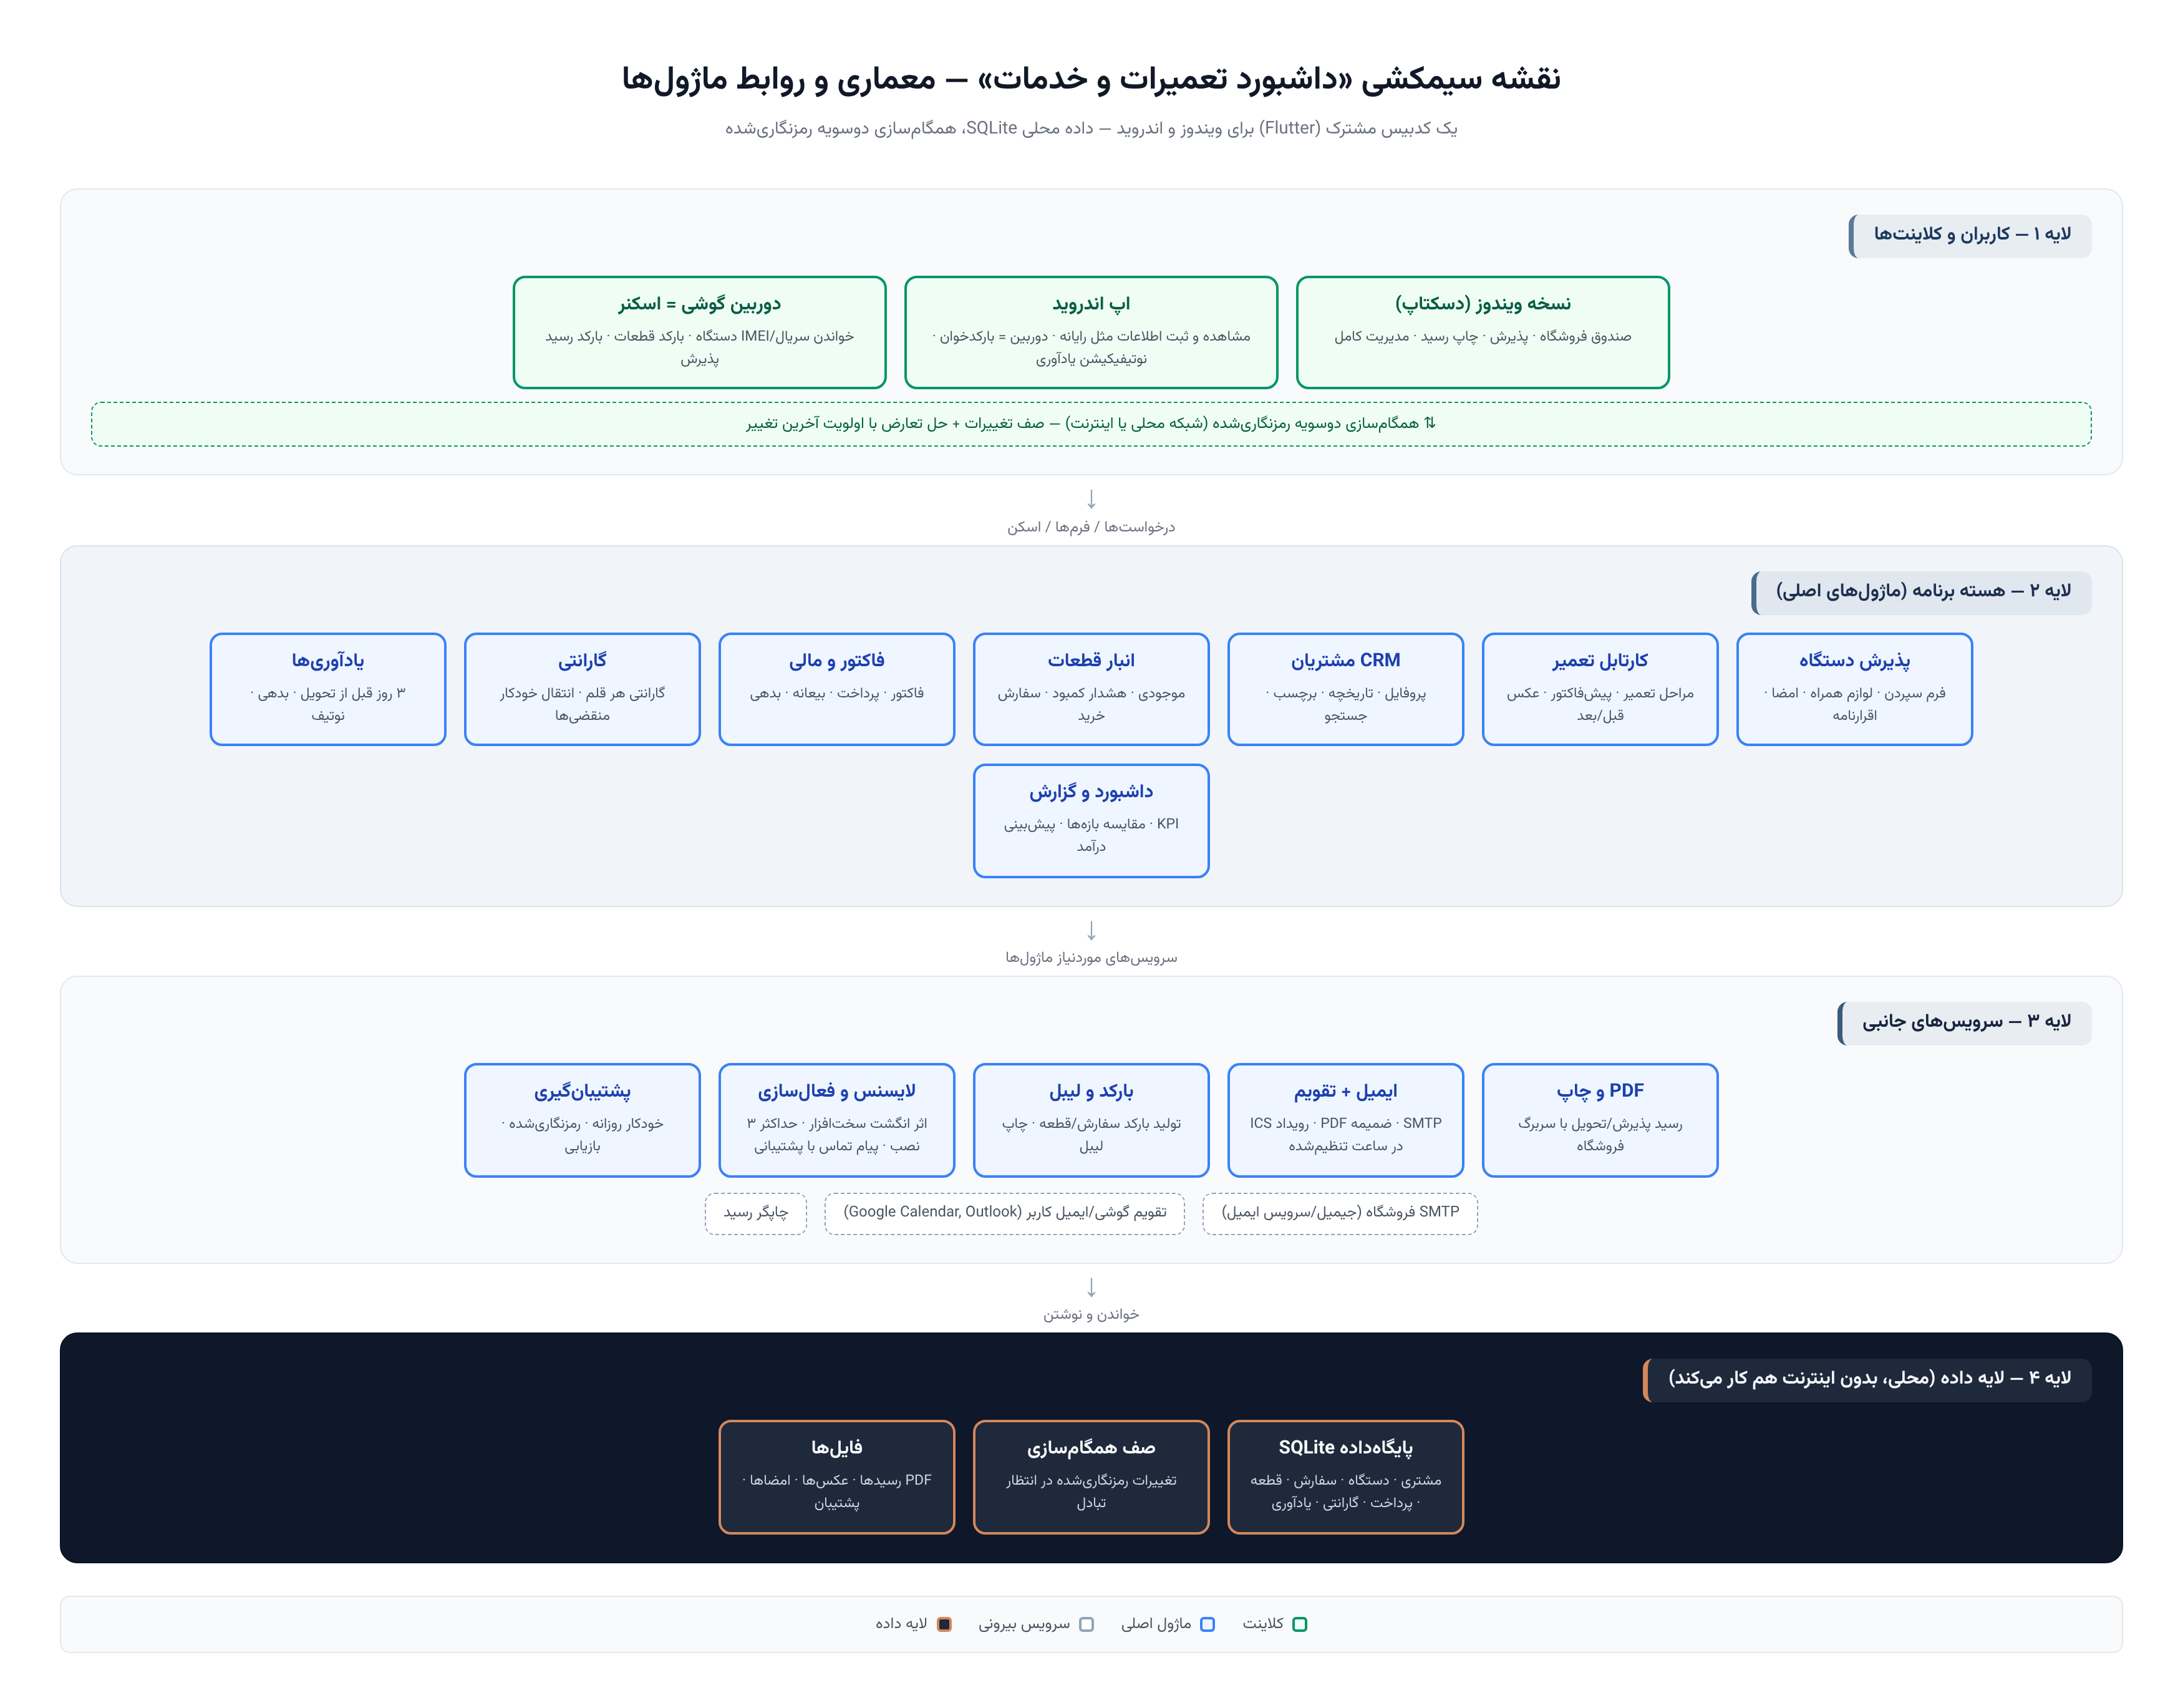 نقشه سیمکشی «داشبورد تعمیرات و خدمات» — معماری و روابط ماژول‌ها
یک کدبیس مشترک (Flutter) برای ویندوز و اندروید — داده محلی SQLite، همگام‌سازی دوسویه رمزنگاری‌شده
لایه ۱ — کاربران و کلاینت‌ها
نسخه ویندوز (دسکتاپ)
صندوق فروشگاه · پذیرش · چاپ رسید · مدیریت کامل
اپ اندروید
مشاهده و ثبت اطلاعات مثل رایانه · دوربین = بارکدخوان ·
نوتیفیکیشن یادآوری
دوربین گوشی = اسکنر
خواندن سریال/IMEI دستگاه · بارکد قطعات · بارکد رسید
پذیرش
⇅ همگام‌سازی دوسویه رمزنگاری‌شده (شبکه محلی یا اینترنت) — صف تغییرات + حل تعارض با اولویت آخرین تغییر
↓
درخواست‌ها / فرم‌ها / اسکن
لایه ۲ — هسته برنامه (ماژول‌های اصلی)
پذیرش دستگاه
فرم سپردن · لوازم همراه · امضا ·
اقرارنامه
کارتابل تعمیر
مراحل تعمیر · پیش‌فاکتور · عکس
قبل/بعد
CRM مشتریان
پروفایل · تاریخچه · برچسب ·
جستجو
انبار قطعات
موجودی · هشدار کمبود · سفارش
خرید
فاکتور و مالی
فاکتور · پرداخت · بیعانه · بدهی
گارانتی
گارانتی هر قلم · انتقال خودکار
منقضی‌ها
یادآوری‌ها
۳ روز قبل از تحویل · بدهی ·
نوتیف
داشبورد و گزارش
KPI · مقایسه بازه‌ها · پیش‌بینی
درآمد
↓
سرویس‌های موردنیاز ماژول‌ها
لایه ۳ — سرویس‌های جانبی
PDF و چاپ
رسید پذیرش/تحویل با سربرگ
فروشگاه
ایمیل + تقویم
SMTP · ضمیمه PDF · رویداد ICS
در ساعت تنظیم‌شده
بارکد و لیبل
تولید بارکد سفارش/قطعه · چاپ
لیبل
لایسنس و فعال‌سازی
اثر انگشت سخت‌افزار · حداکثر ۳
نصب · پیام تماس با پشتیبانی
پشتیبان‌گیری
خودکار روزانه · رمزنگاری‌شده ·
بازیابی
SMTP فروشگاه (جیمیل/سرویس ایمیل)
تقویم گوشی/ایمیل کاربر (Google Calendar, Outlook)
چاپگر رسید
↓
خواندن و نوشتن
لایه ۴ — لایه داده (محلی، بدون اینترنت هم کار می‌کند)
پایگاه‌داده SQLite
مشتری · دستگاه · سفارش · قطعه
· پرداخت · گارانتی · یادآوری
صف همگام‌سازی
تغییرات رمزنگاری‌شده در انتظار
تبادل
فایل‌ها
PDF رسیدها · عکس‌ها · امضاها ·
پشتیبان
کلاینت
ماژول اصلی
سرویس بیرونی
لایه داده